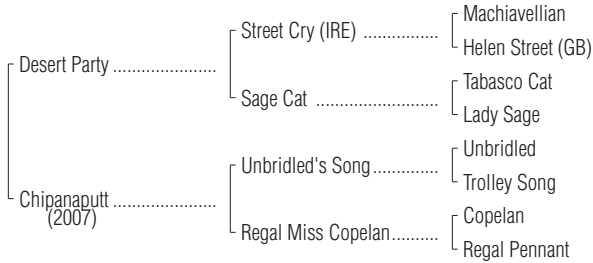 Machiavellian
Street Cry (IRE) ................
Helen Street (GB)
Desert Party ......................
Tabasco Cat
Sage Cat ..........................
Lady Sage
Unbridled
Unbridled's Song..............
Trolley Song
Chipanaputt ......................
(2007)
Copelan
Regal Miss Copelan..........
Regal Pennant